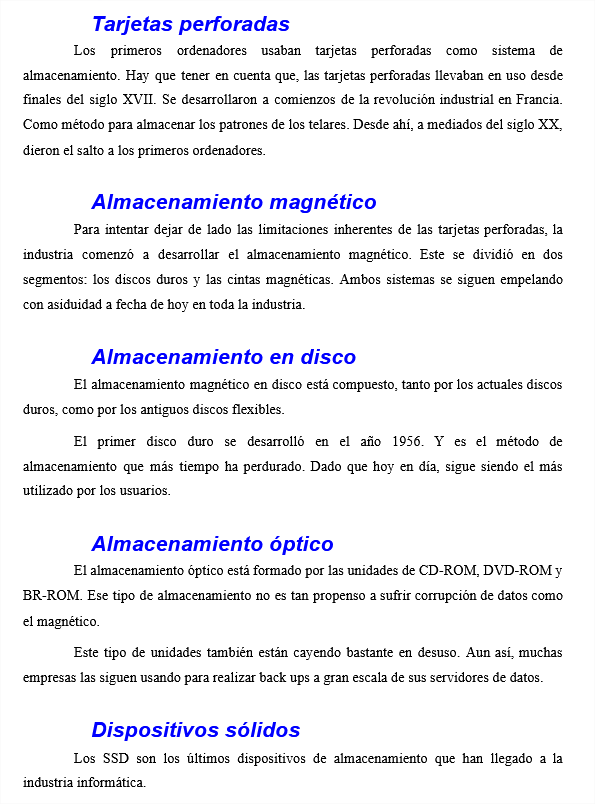 Tarjetas perforadas
Los primeros ordenadores usaban tarjetas perforadas como sistema de
almacenamiento. Hay que tener en cuenta que, las tarjetas perforadas llevaban en uso desde
finales del siglo XVII. Se desarrollaron a comienzos de la revolución industrial en Francia.
Como método para almacenar los patrones de los telares. Desde ahí, a mediados del siglo XX,
dieron el salto a los primeros ordenadores.
Almacenamiento magnético
Para intentar dejar de lado las limitaciones inherentes de las tarjetas perforadas, la
industria comenzó a desarrollar el almacenamiento magnético. Este se dividió en dos
segmentos: los discos duros y las cintas magnéticas. Ambos sistemas se siguen empelando
con asiduidad a fecha de hoy en toda la industria.
Almacenamiento en disco
El almacenamiento magnético en disco está compuesto, tanto por los actuales discos
duros, como por los antiguos discos flexibles.
El primer disco duro se desarrolló en el año 1956. Y es el método de
almacenamiento que más tiempo ha perdurado. Dado que hoy en día, sigue siendo el más
utilizado por los usuarios.
Almacenamiento óptico
El almacenamiento óptico está formado por las unidades de CD-ROM, DVD-ROM y
BR-ROM. Ese tipo de almacenamiento no es tan propenso a sufrir corrupción de datos como
el magnético.
Este tipo de unidades también están cayendo bastante en desuso. Aun así, muchas
empresas las siguen usando para realizar back ups a gran escala de sus servidores de datos.
Dispositivos sólidos
Los SSD son los últimos dispositivos de almacenamiento que han llegado a la
industria informática.